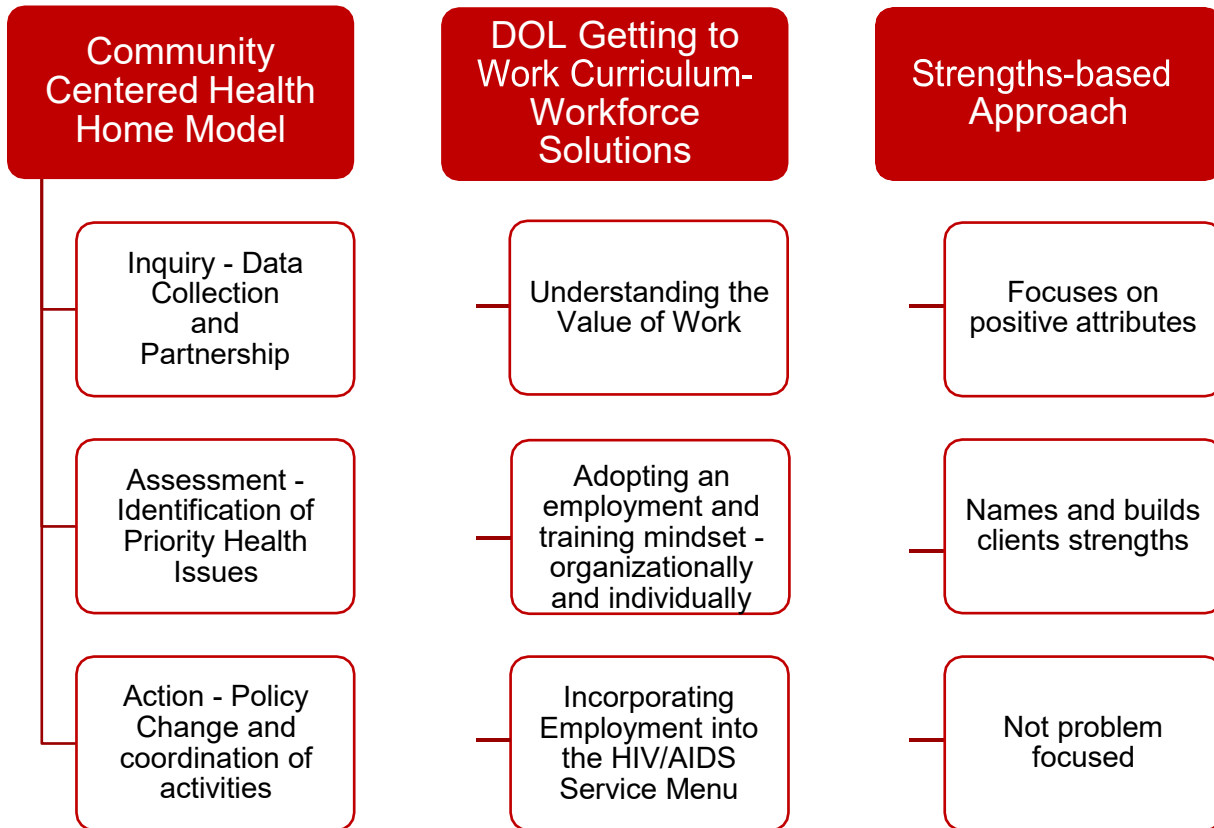 Community
Centered Health
Home Model
Inquiry - Data
Collection
and
Partnership
Assessment -
Identification of
Priority Health
Issues
Action - Policy
Change and
coordination of
activities
DOL Getting to
Work Curriculum-
Workforce
Solutions
Understanding the
Value of Work
Adopting an
employment and
training mindset -
organizationally
and individually
Incorporating
Employment into
the HIV/AIDS
Service Menu
Strengths-based
Approach
Focuses on
positive attributes
Names and builds
clients strengths
Not problem
focused